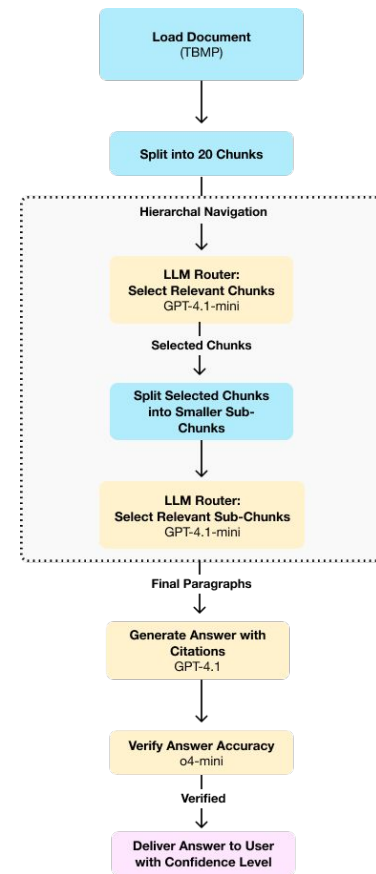 Load Document
(TBMP)
Split into 20 Chunks
Hierarchal Navigation
LLM Router:
Select Relevant Chunks
GPT-4.1-mini
Selected Chunks
Split Selected Chunks
into Smaller Sub-
Chunks
LLM Router:
Select Relevant Sub-Chunks
GPT-4.1-mini
Final Paragraphs
Generate Answer with
Citations
GPT-4.1
Verify Answer Accuracy
o4-mini
Verified
Deliver Answer to User
with Confidence Level